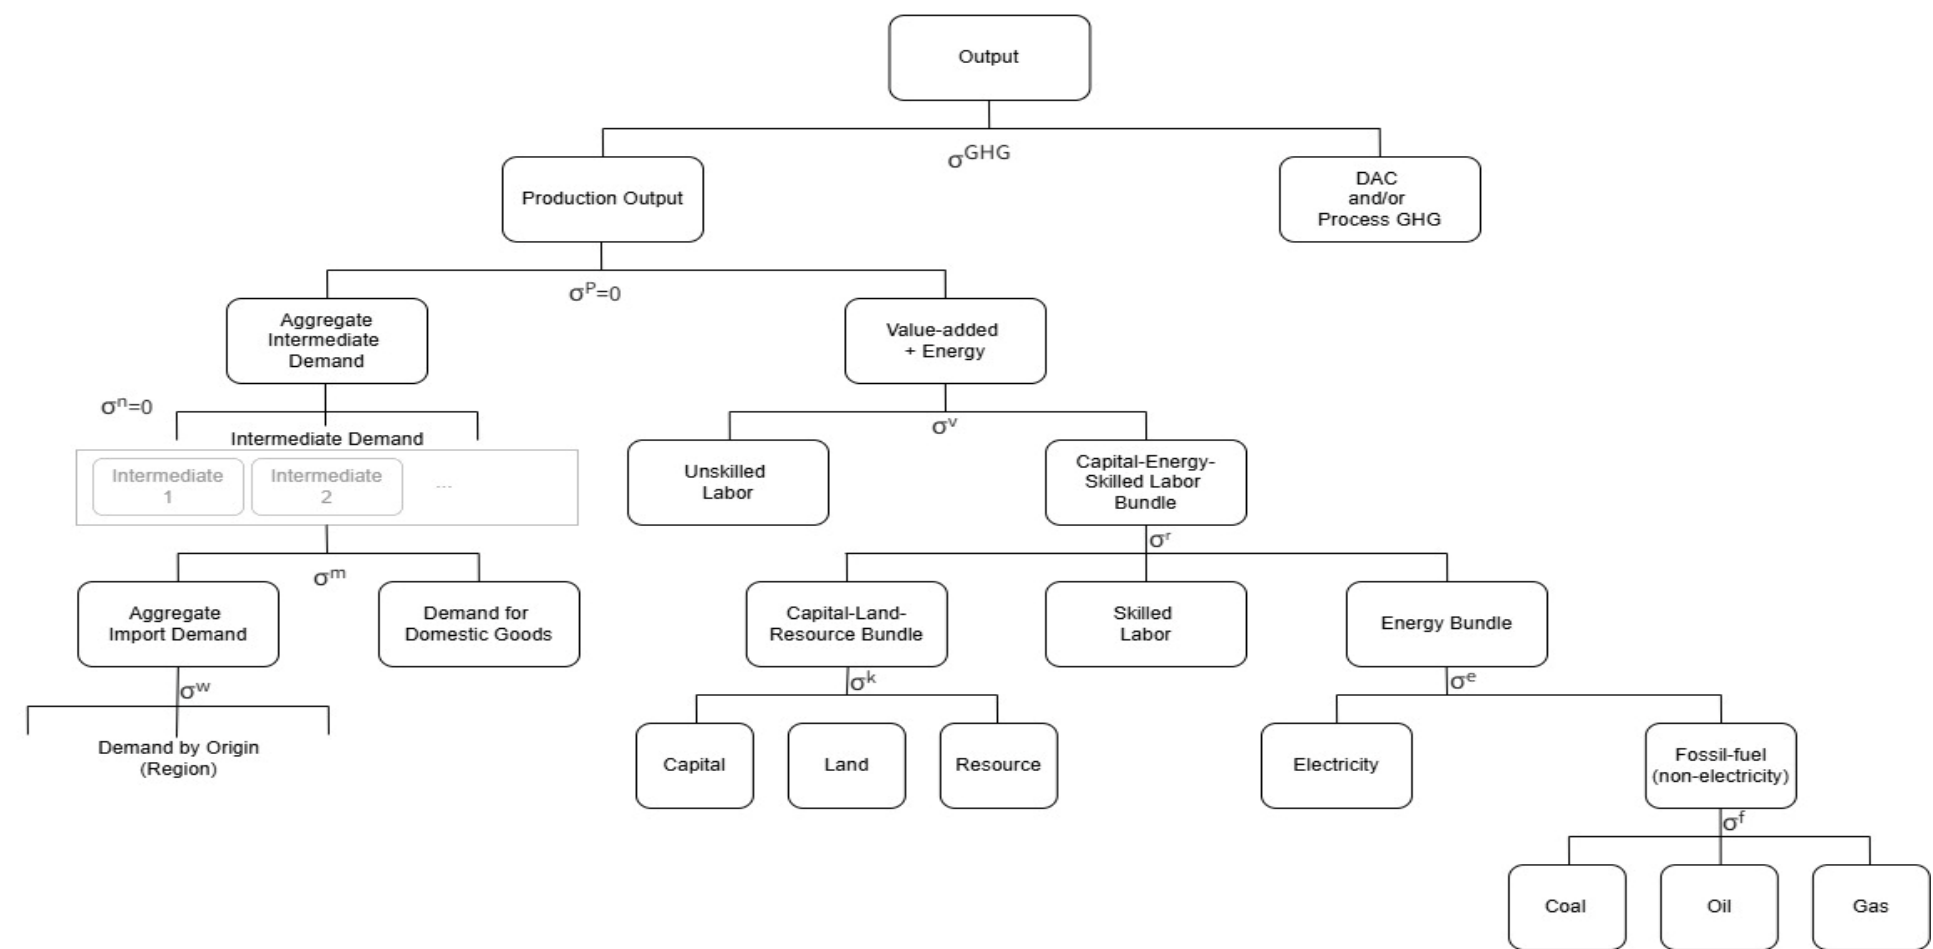 Output
σGHG
Production Output
DAC
and/or
Process GHG
σP=0
Aggregate
Intermediate
Demand
Value-added
+ Energy
σn=0
Intermediate Demand
Intermediate
1
Intermediate
2
...
σv
Unskilled
Labor
Capital-Energy-
Skilled Labor
Bundle
σr
σm
Aggregate
Import Demand
Demand for
Domestic Goods
Capital-Land-
Resource Bundle
Skilled
Labor
Energy Bundle
σw
σk
σe
Demand by Origin
(Region)
Capital
Land
Resource
Electricity
Fossil-fuel
(non-electricity)
σf
Coal
Oil
Gas